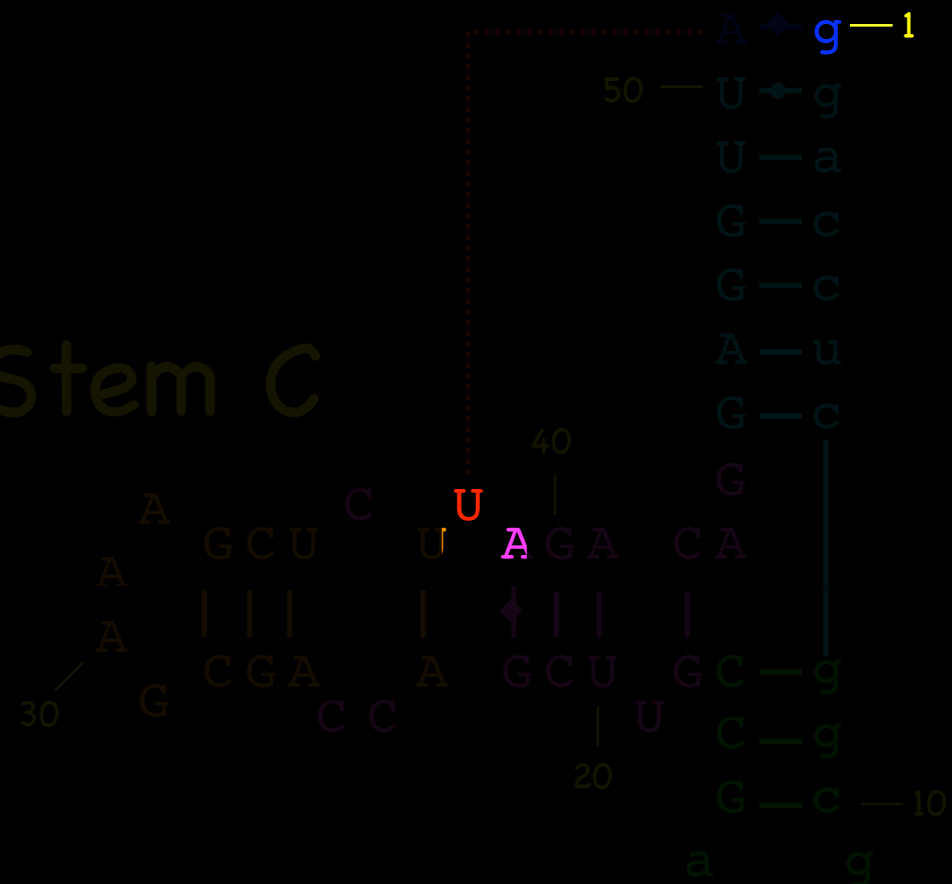 A g 1
50 U g
U a
G c
G c
A u
G c
Stem C
40
G
A C U
G C U U A G A C A
A
A
C G A A G C U G C g
30 G C C U C g
20
G c 10
a g